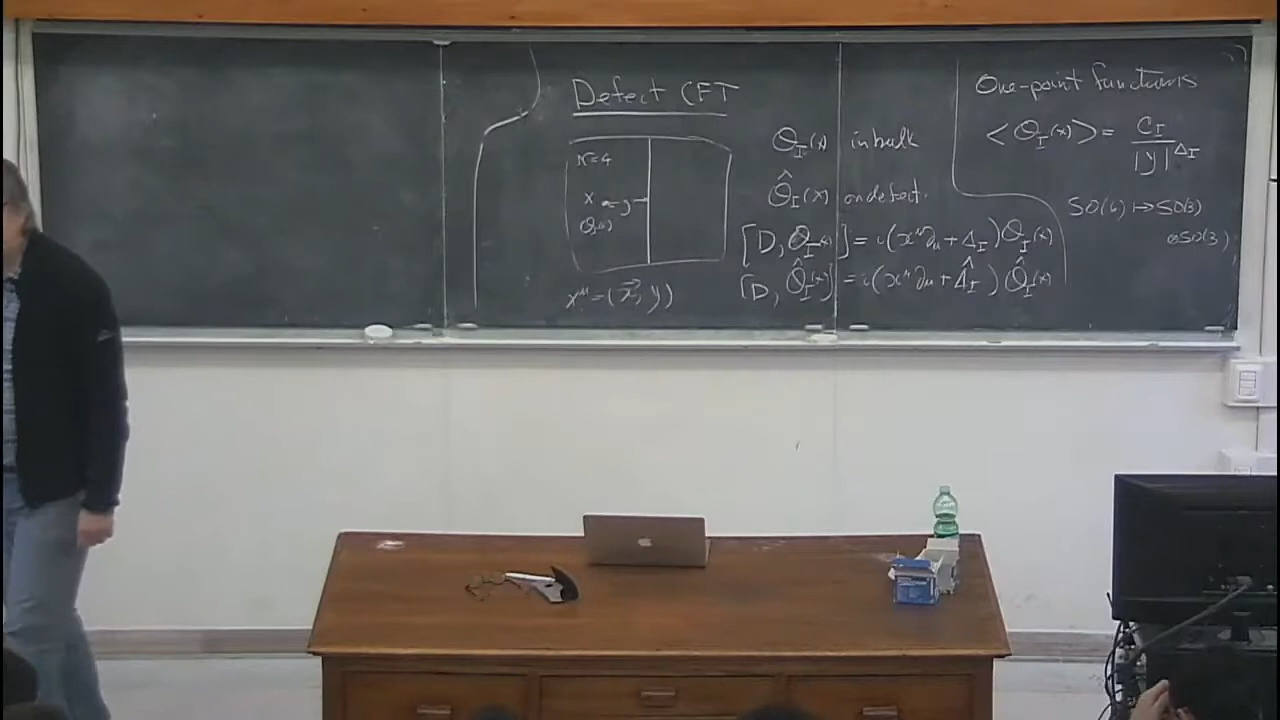 Defect CFT
N=4
x
y
O_I(x)
x^μ = (x⃗, y)
O_I(x) in bulk
Ô_I(x) on defect.
[D, O_I(x)] = i(x^μ ∂_μ + Δ_I) O_I(x)
[D, Ô_I(x)] = i(x^μ ∂_μ + Δ̂_I) Ô_I(x)
One-point functions
<O_I(x)> = C_I / |y|^Δ_I
SO(6) ↦ SO(3)
⊗ SO(3)